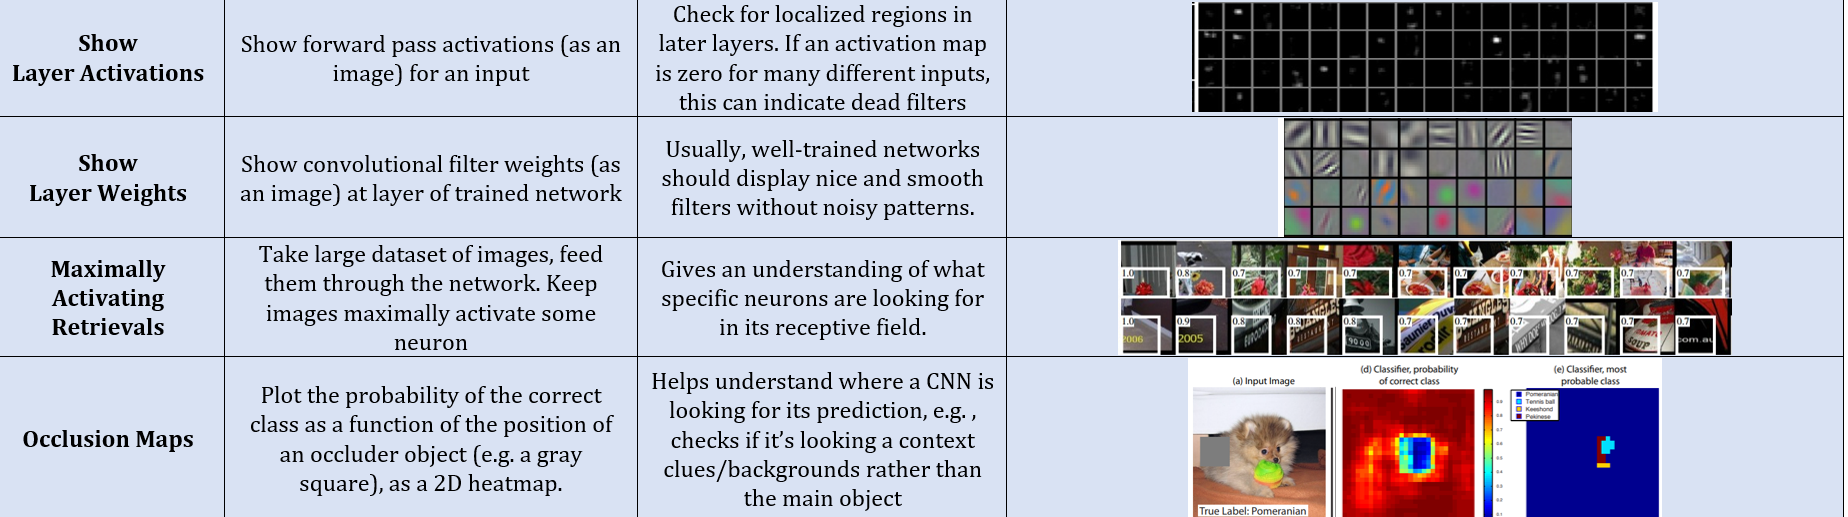 Show
Layer Activations
Show forward pass activations (as an
image) for an input
Check for localized regions in
later layers. If an activation map
is zero for many different inputs,
this can indicate dead filters
Show
Layer Weights
Show convolutional filter weights (as
an image) at layer of trained network
Usually, well-trained networks
should display nice and smooth
filters without noisy patterns.
Maximally
Activating
Retrievals
Take large dataset of images, feed
them through the network. Keep
images maximally activate some
neuron
Gives an understanding of what
specific neurons are looking for
in its receptive field.
1.0 0.8 0.7 0.7 0.7 0.7 0.7 0.7 0.7 0.7 0.7
1.0 0.9 0.8 0.8 0.8 0.7 0.7 0.7 0.7 0.7 0.7
2006 2005
com.au
Occlusion Maps
Plot the probability of the correct
class as a function of the position of
an occluder object (e.g. a gray
square), as a 2D heatmap.
Helps understand where a CNN is
looking for its prediction, e.g. ,
checks if it's looking a context
clues/backgrounds rather than
the main object
(a) Input Image
True Label: Pomeranian
(d) Classifier, probability
of correct class
(e) Classifier, most
probable class
Pomeranian
Tennis ball
Keeshond
Pekinese